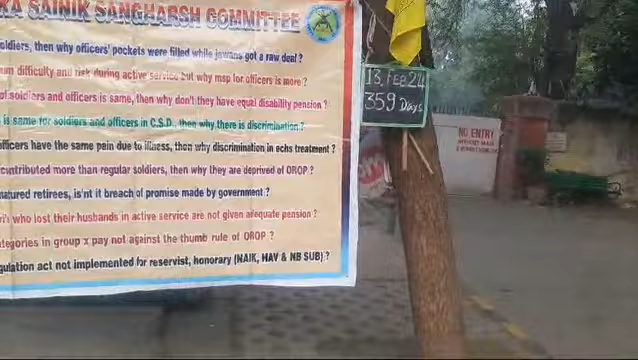 KA SAINIK SANGHARSH COMMITTEE
soldiers, then why officers' pockets were filled while jawans got a raw deal ?
um difficulty and risk during active service but why msp for officers is more ?
of soldiers and officers is same, then why don't they have equal disability pension ?
is same for soldiers and officers in C.S.D., then why there is discrimination ?
officers have the same pain due to illness, then why discrimination in echs treatment ?
contributed more than regular soldiers, then why they are deprived of OROP ?
matured retirees, is'nt it breach of promise made by government ?
ri's who lost their husbands in active service are not given adequate pension ?
ategories in group x pay not against the thumb rule of OROP ?
gulation act not implemented for reservist, honorary (NAIK, HAV & NB SUB) ?
13 Feb 24
359 Days
NO ENTRY